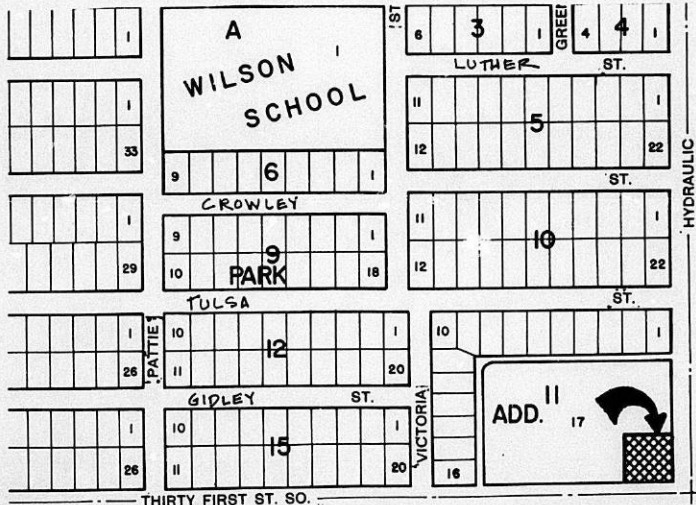 1
A
1
WILSON
SCHOOL
ST
6 3 1
GREEN
4 4 1
LUTHER ST.
1
33
11 5 1
12 22
9 6 1
ST.
HYDRAULIC
CROWLEY
1
29
9 9 1
10 PARK 18
11 10 1
12 22
TULSA ST.
1
26
PATTIE
10 12 1
11 20
10 1
GIDLEY ST.
VICTORIA
ADD. 11
17
1
26
10 15 1
11 20
16
THIRTY FIRST ST. SO.